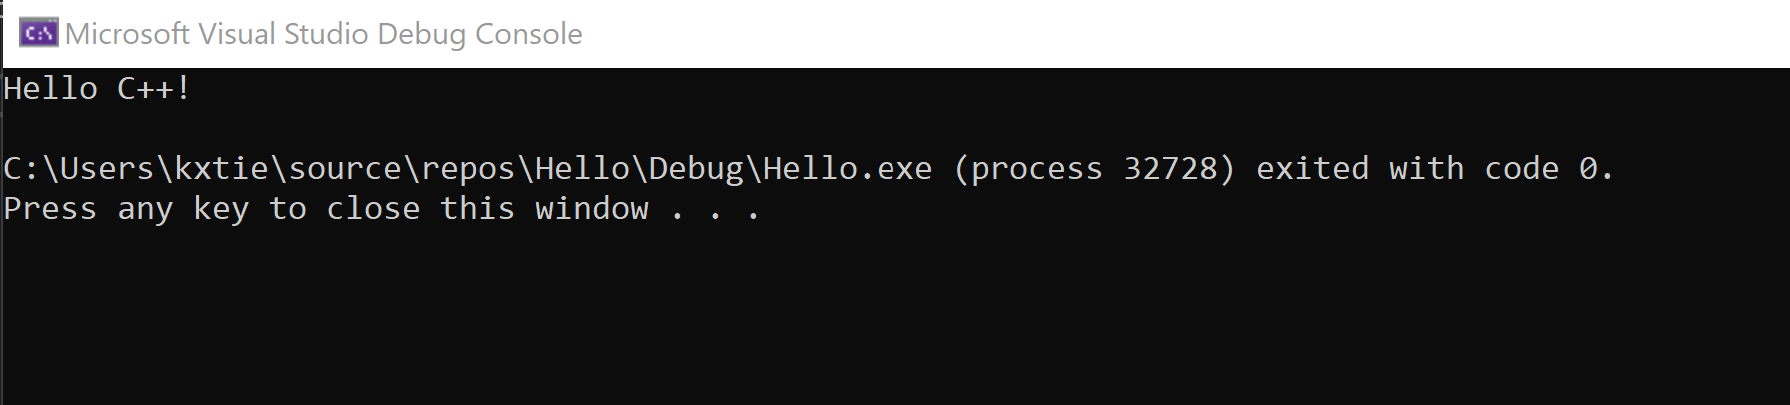 C:\
Microsoft Visual Studio Debug Console
Hello C++!
C:\Users\kxtie\source\repos\Hello\Debug\Hello.exe (process 32728) exited with code 0.
Press any key to close this window . . .